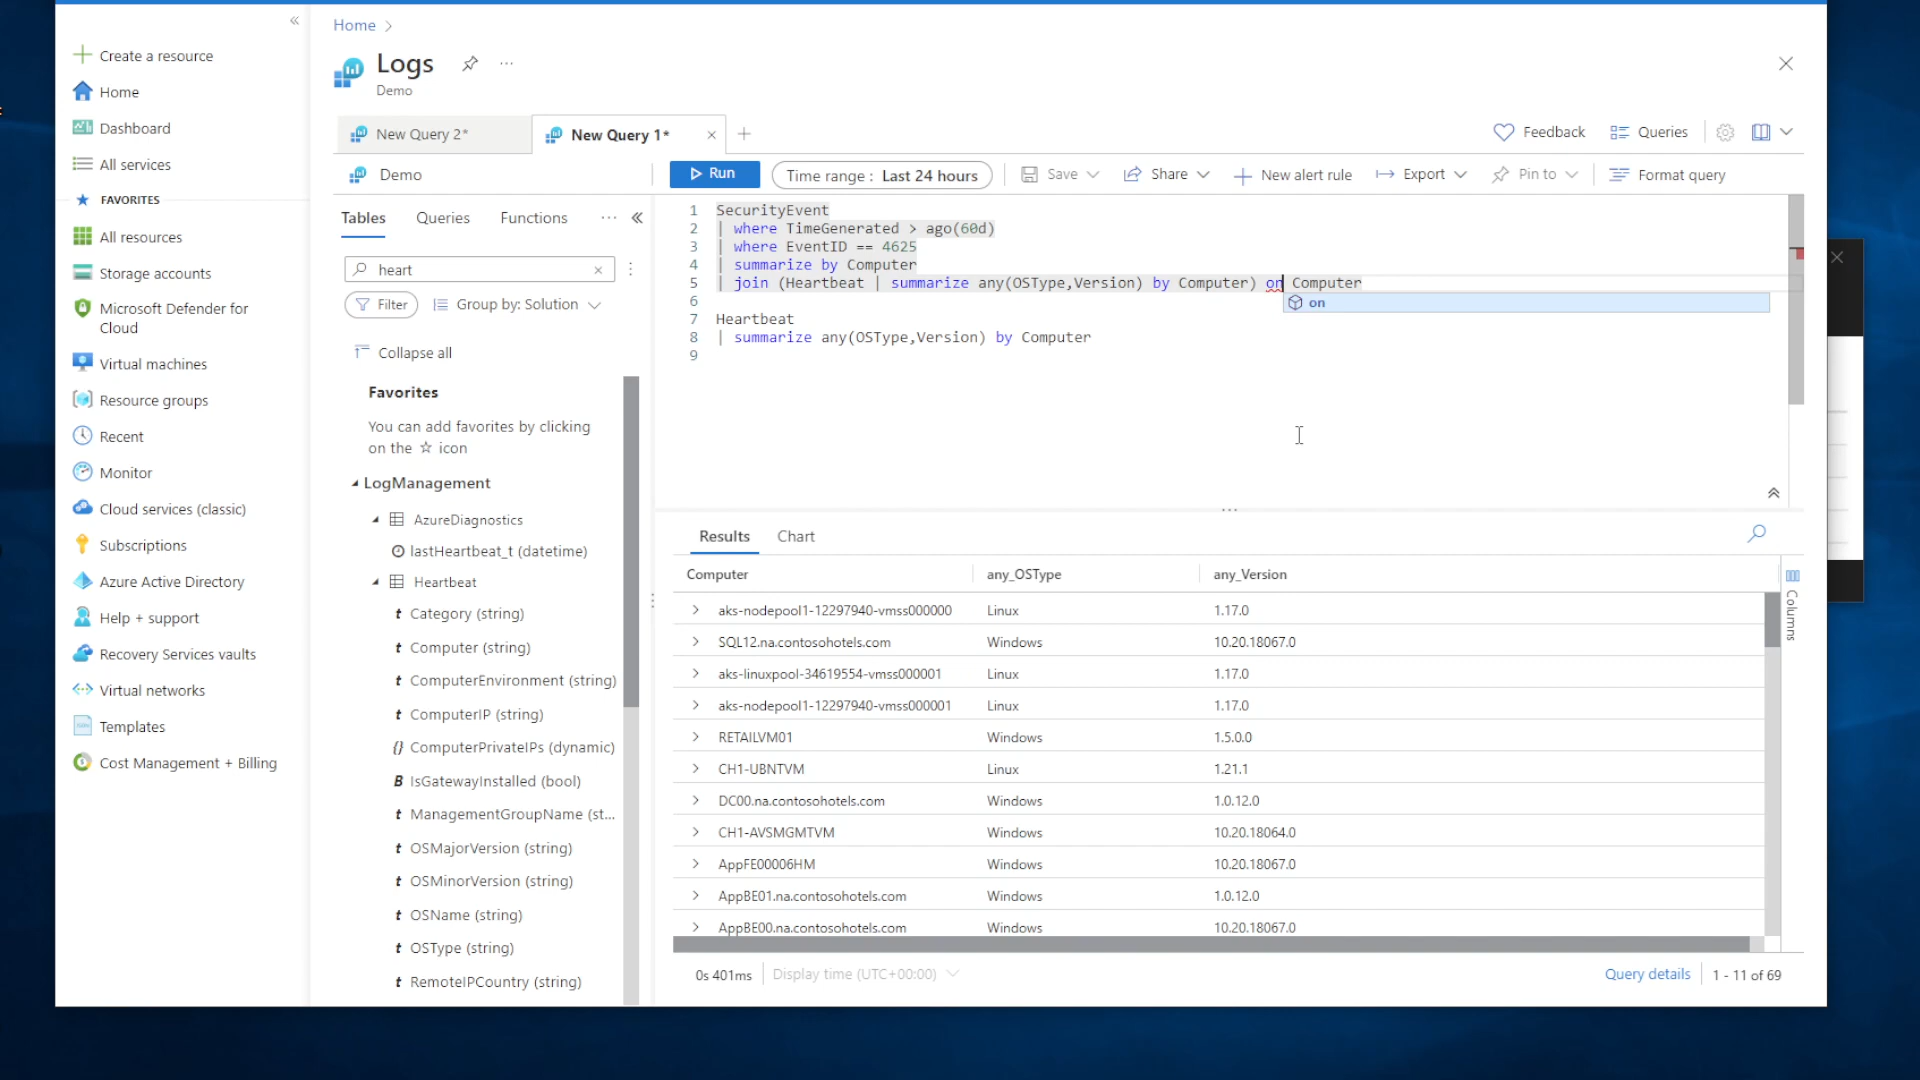 Create a resource
Home
Dashboard
All services
FAVORITES
All resources
Storage accounts
Microsoft Defender for
Cloud
Virtual machines
Resource groups
Recent
Monitor
Cloud services (classic)
Subscriptions
Azure Active Directory
Help + support
Recovery Services vaults
Virtual networks
Templates
Cost Management + Billing
Home >
Logs
Demo
New Query 2*
New Query 1*
Feedback
Queries
Demo
Run
Time range : Last 24 hours
Save
Share
New alert rule
Export
Pin to
Format query
Tables
Queries
Functions
heart
Filter
Group by: Solution
Collapse all
Favorites
You can add favorites by clicking
on the ☆ icon
LogManagement
AzureDiagnostics
lastHeartbeat_t (datetime)
Heartbeat
t Category (string)
t Computer (string)
t ComputerEnvironment (string)
t ComputerIP (string)
{} ComputerPrivateIPs (dynamic)
B IsGatewayInstalled (bool)
t ManagementGroupName (st...
t OSMajorVersion (string)
t OSMinorVersion (string)
t OSName (string)
t OSType (string)
t RemoteIPCountry (string)
1 SecurityEvent
2 | where TimeGenerated > ago(60d)
3 | where EventID == 4625
4 | summarize by Computer
5 | join (Heartbeat | summarize any(OSType,Version) by Computer) on Computer
on
6
7 Heartbeat
8 | summarize any(OSType,Version) by Computer
9
Results
Chart
Computer any_OSType any_Version
aks-nodepool1-12297940-vmss000000 Linux 1.17.0
SQL12.na.contosohotels.com Windows 10.20.18067.0
aks-linuxpool-34619554-vmss000001 Linux 1.17.0
aks-nodepool1-12297940-vmss000001 Linux 1.17.0
RETAILVM01 Windows 1.5.0.0
CH1-UBNTVM Linux 1.21.1
DC00.na.contosohotels.com Windows 1.0.12.0
CH1-AVSMGMTVM Windows 10.20.18064.0
AppFE00006HM Windows 10.20.18067.0
AppBE01.na.contosohotels.com Windows 1.0.12.0
AppBE00.na.contosohotels.com Windows 10.20.18067.0
Columns
0s 401ms
Display time (UTC+00:00)
Query details
1 - 11 of 69